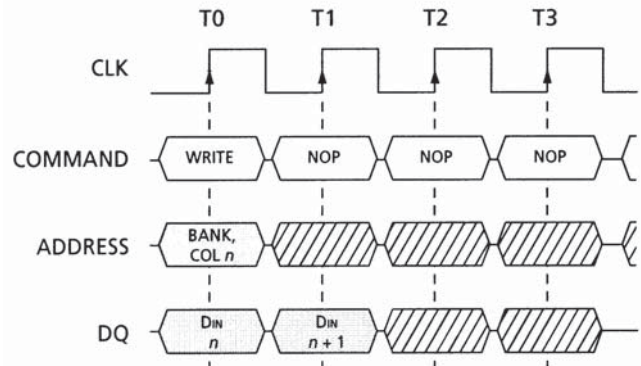 T0 T1 T2 T3
CLK
COMMAND WRITE NOP NOP NOP
ADDRESS BANK,
COL n
DQ DIN DIN
n n + 1